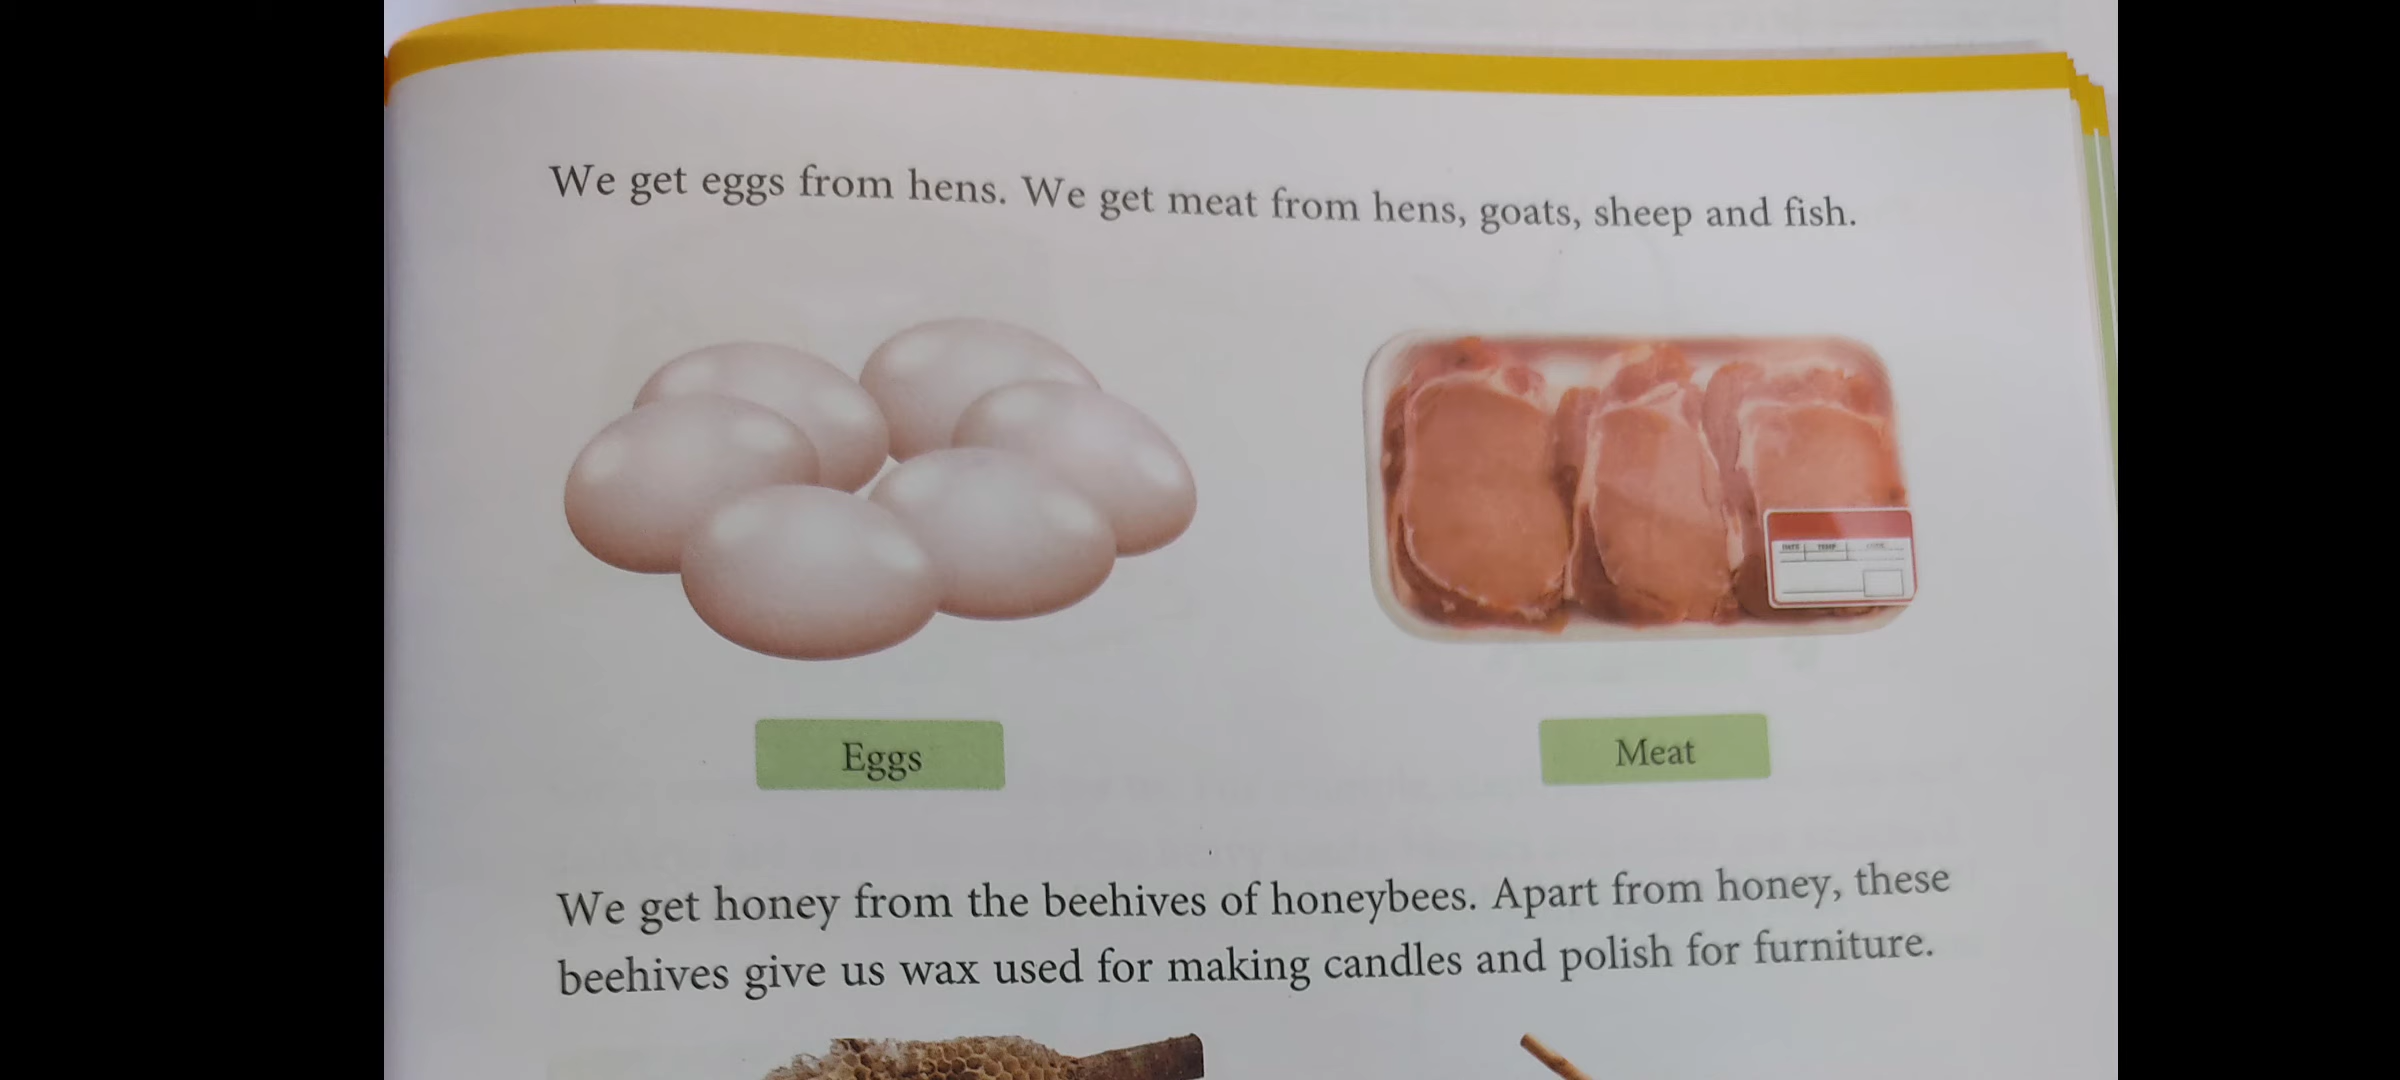 We get eggs from hens. We get meat from hens, goats, sheep and fish.
DATE
Eggs
Meat
We get honey from the beehives of honeybees. Apart from honey, these
beehives give us wax used for making candles and polish for furniture.